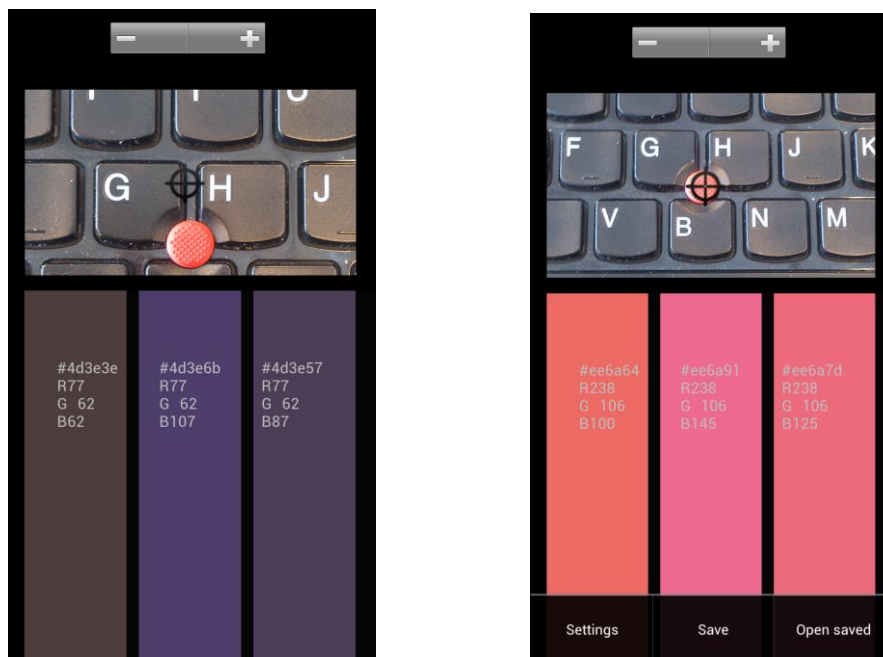 G H J
#4d3e3e
R77
G 62
B62
#4d3e6b
R77
G 62
B107
#4d3e57
R77
G 62
B87
F G H J K
V B N M
#ee6a64
R238
G 106
B100
#ee6a91
R238
G 106
B145
#ee6a7d
R238
G 106
B125
Settings Save Open saved